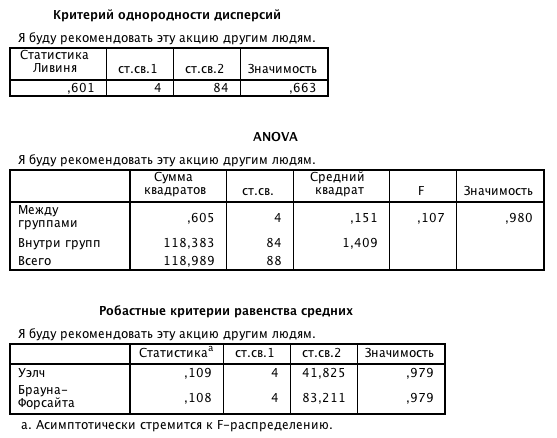 Критерий однородности дисперсий
Я буду рекомендовать эту акцию другим людям.
Статистика Ливиня ст.св.1 ст.св.2 Значимость
,601 4 84 ,663
ANOVA
Я буду рекомендовать эту акцию другим людям.
Сумма квадратов ст.св. Средний квадрат F Значимость
Между группами ,605 4 ,151 ,107 ,980
Внутри групп 118,383 84 1,409
Всего 118,989 88
Робастные критерии равенства средних
Я буду рекомендовать эту акцию другим людям.
Статистикаa ст.св.1 ст.св.2 Значимость
Уэлч ,109 4 41,825 ,979
Брауна-Форсайта ,108 4 83,211 ,979
a. Асимптотически стремится к F-распределению.